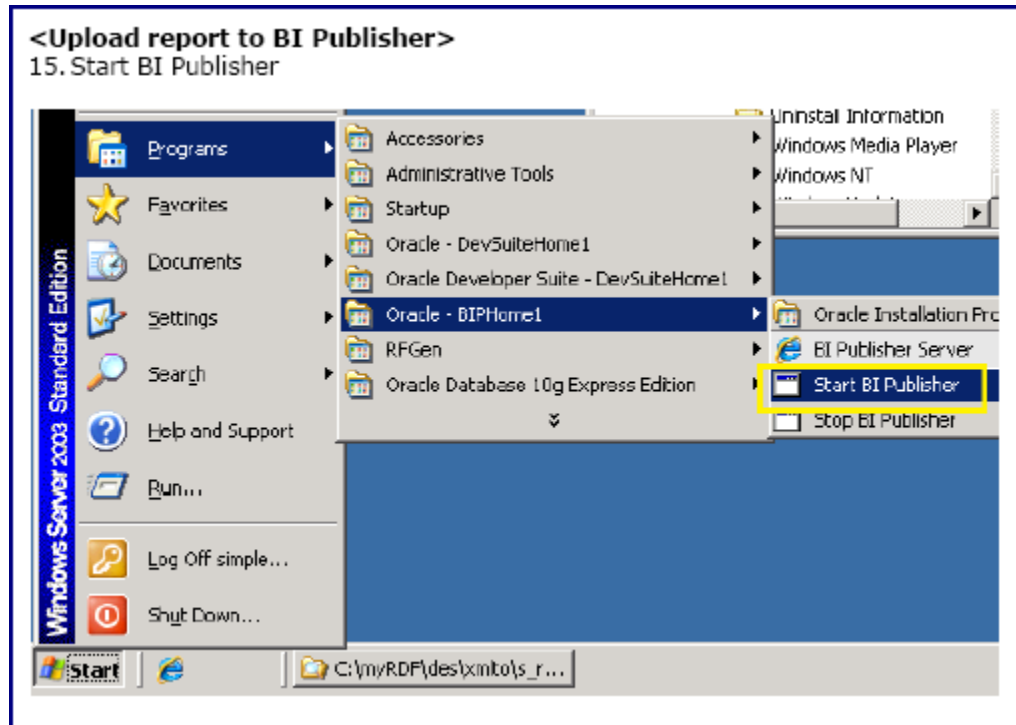 <Upload report to BI Publisher>
15. Start BI Publisher
Uninstall Information
Windows Media Player
Windows NT
Programs
Favorites
Documents
Settings
Search
Help and Support
Run...
Log Off simple...
Shut Down...
Windows Server 2003 Standard Edition
Accessories
Administrative Tools
Startup
Oracle - DevSuiteHome1
Oracle Developer Suite - DevSuiteHome1
Oracle - BIPHome1
RFGen
Oracle Database 10g Express Edition
Oracle Installation Pro
BI Publisher Server
Start BI Publisher
Stop BI Publisher
Start
C:\myRDF\des\xmlto\s_r...